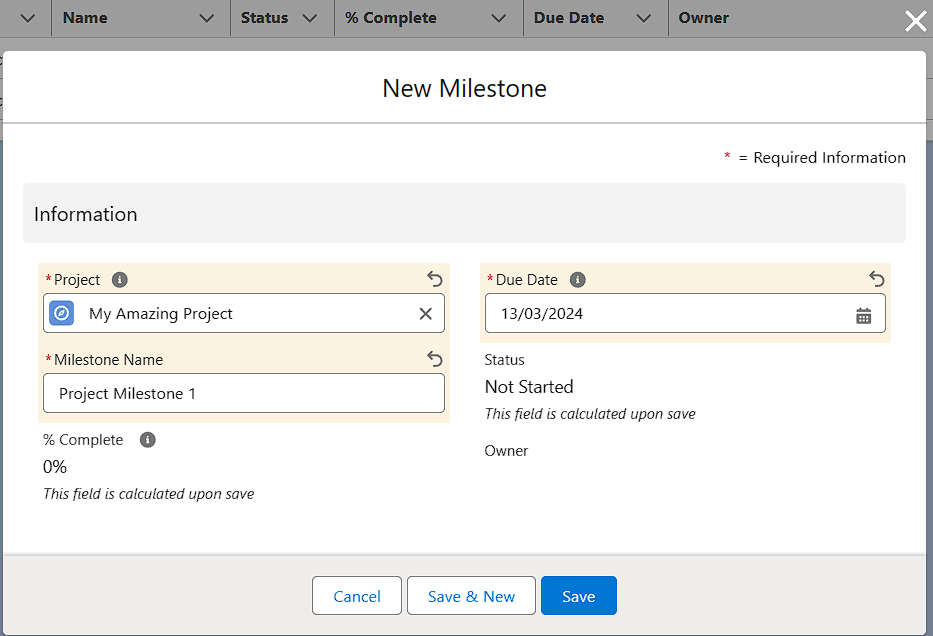 Name Status % Complete Due Date Owner
New Milestone
* = Required Information
Information
*Project
My Amazing Project
*Milestone Name
Project Milestone 1
% Complete
0%
This field is calculated upon save
*Due Date
13/03/2024
Status
Not Started
This field is calculated upon save
Owner
Cancel Save & New Save